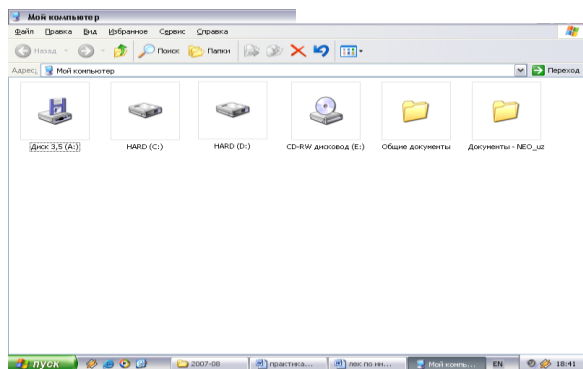 Мой компьютер
Файл Правка Вид Избранное Сервис Справка
Назад Поиск Папки
Адрес: Мой компьютер Переход
Диск 3,5 (A:) HARD (C:) HARD (D:) CD-RW дисковод (E:) Общие документы Документы - NEO_uz
пуск 2007-08 практика... лек по ин... Мой комп... EN 18:41